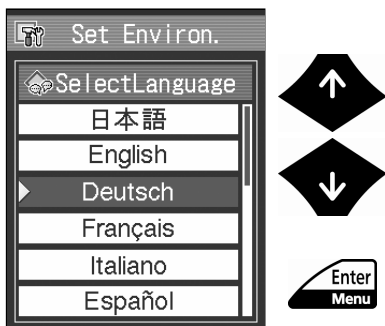 Set Environ.
SelectLanguage
日本語
English
Deutsch
Français
Italiano
Español
Enter
Menu